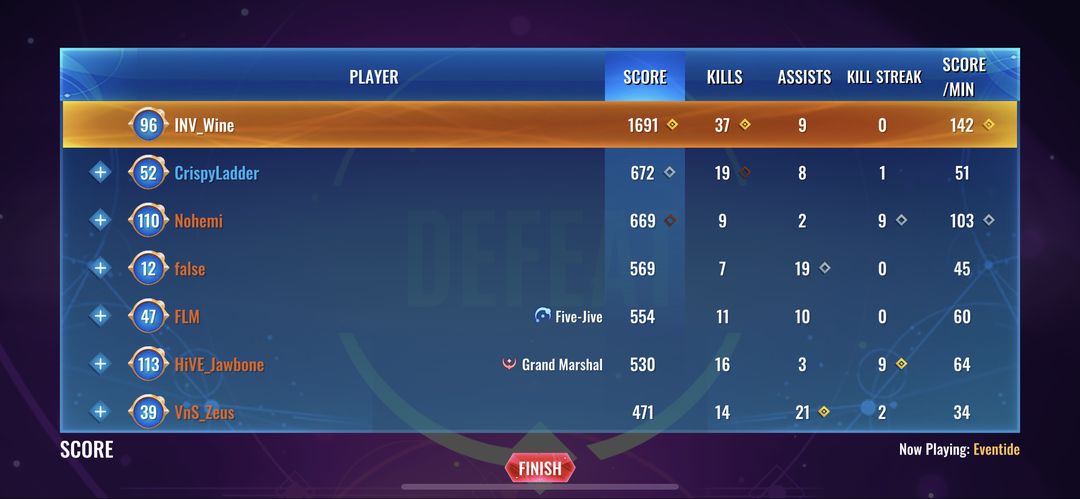 PLAYER SCORE KILLS ASSISTS KILL STREAK SCORE
/MIN
96 INV_Wine 1691 37 9 0 142
52 CrispyLadder 672 19 8 1 51
110 Nohemi 669 9 2 9 103
12 false 569 7 19 0 45
47 FLM Five-Jive 554 11 10 0 60
113 HiVE_Jawbone Grand Marshal 530 16 3 9 64
39 VnS_Zeus 471 14 21 2 34
DEFEAT
SCORE
Now Playing: Eventide
FINISH